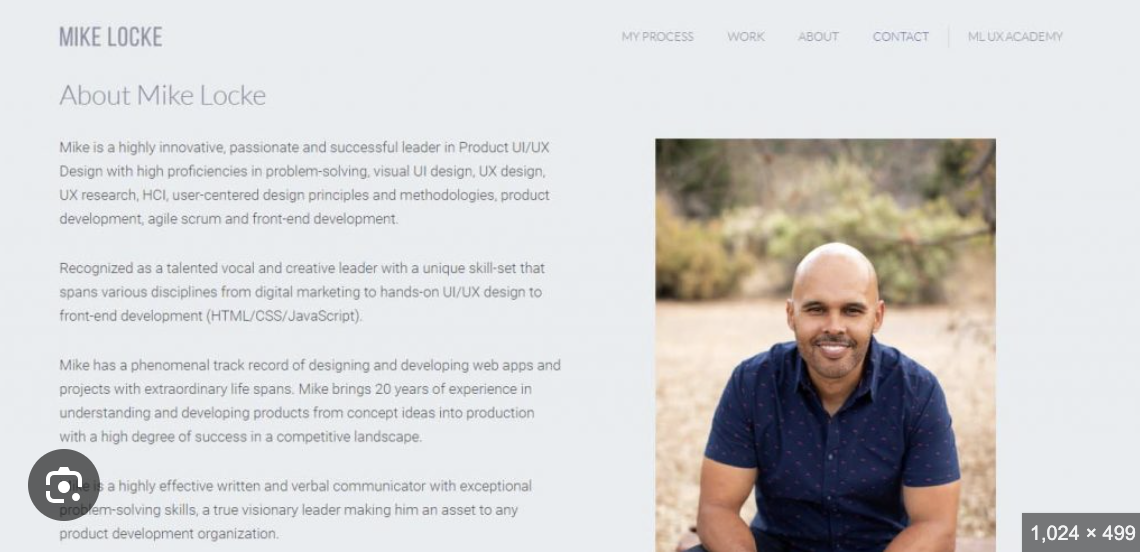 MIKE LOCKE
MY PROCESS WORK ABOUT CONTACT ML UX ACADEMY
About Mike Locke
Mike is a highly innovative, passionate and successful leader in Product UI/UX
Design with high proficiencies in problem-solving, visual UI design, UX design,
UX research, HCI, user-centered design principles and methodologies, product
development, agile scrum and front-end development.
Recognized as a talented vocal and creative leader with a unique skill-set that
spans various disciplines from digital marketing to hands-on UI/UX design to
front-end development (HTML/CSS/JavaScript).
Mike has a phenomenal track record of designing and developing web apps and
projects with extraordinary life spans. Mike brings 20 years of experience in
understanding and developing products from concept ideas into production
with a high degree of success in a competitive landscape.
Mike is a highly effective written and verbal communicator with exceptional
problem-solving skills, a true visionary leader making him an asset to any
product development organization.
1,024 × 499